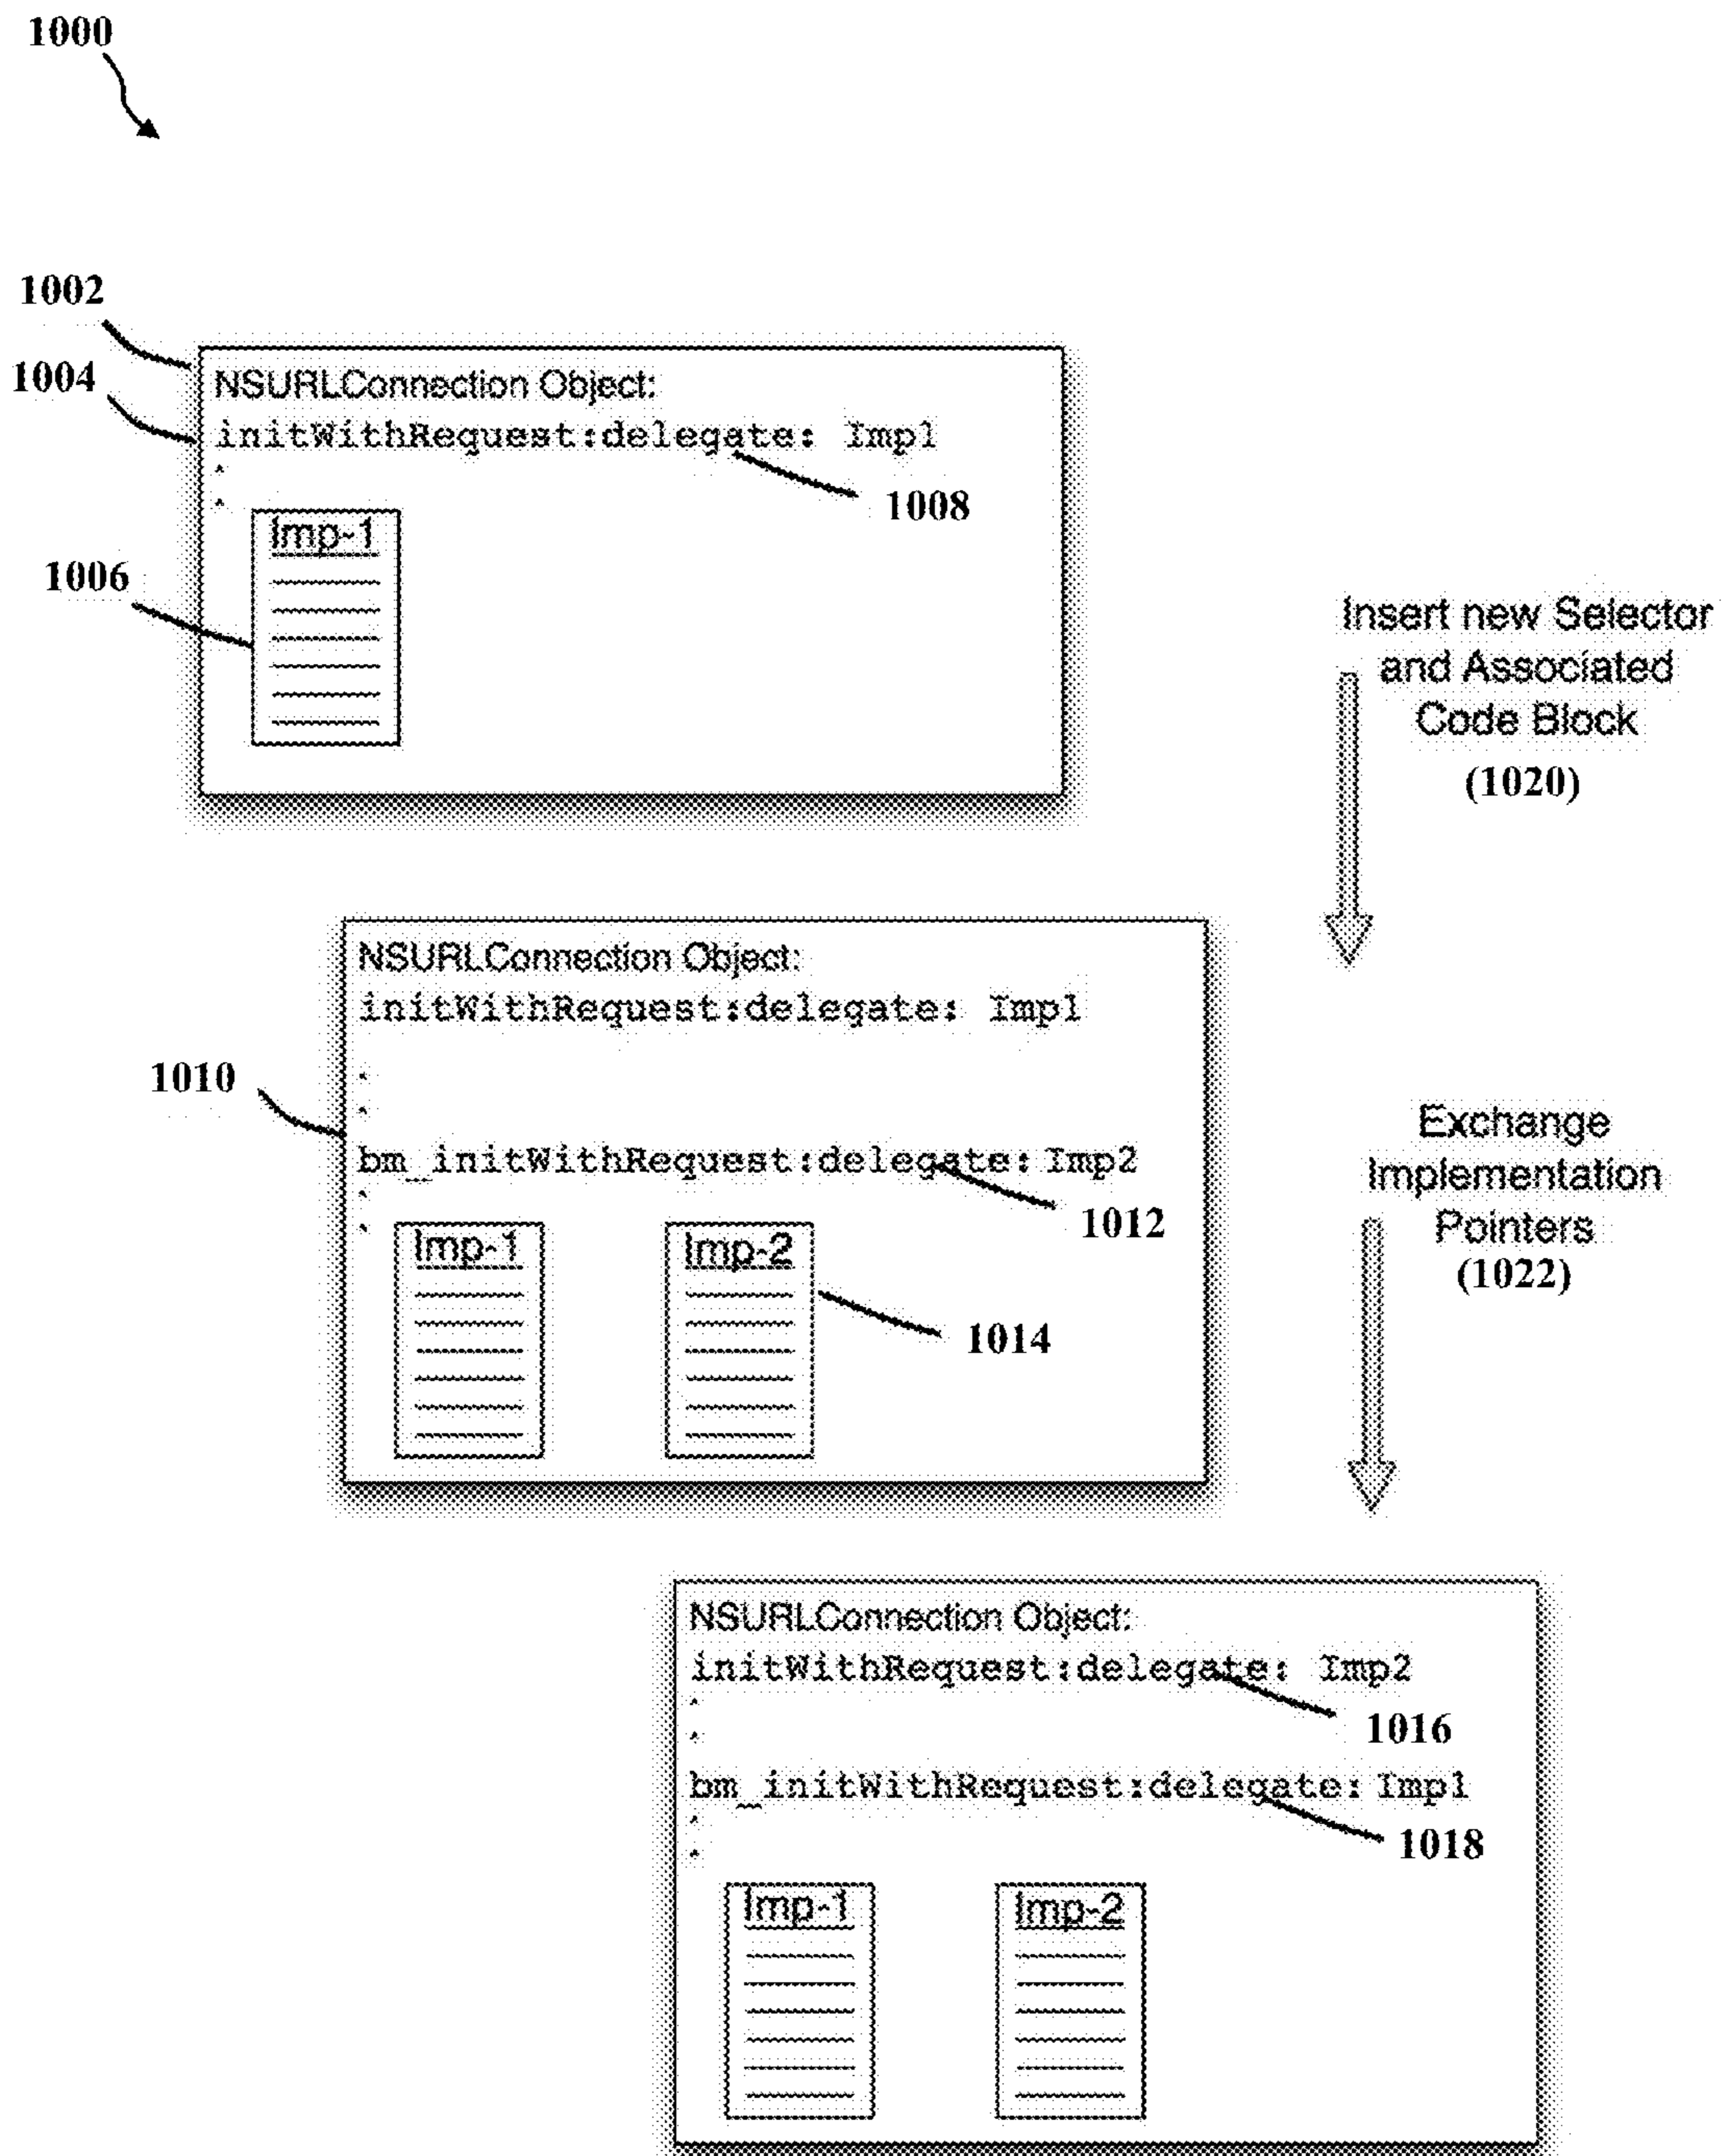 1000
1002
1004
NSURLConnection Object:
initWithRequest:delegate: Imp1
1008
Imp-1
1006
Insert new Selector
and Associated
Code Block
(1020)
NSURLConnection Object:
initWithRequest:delegate: Imp1
1010
bm_initWithRequest:delegate: Imp2
1012
Imp-1
Imp-2
1014
Exchange
Implementation
Pointers
(1022)
NSURLConnection Object:
initWithRequest:delegate: Imp2
1016
bm_initWithRequest:delegate: Imp1
1018
Imp-1
Imp-2